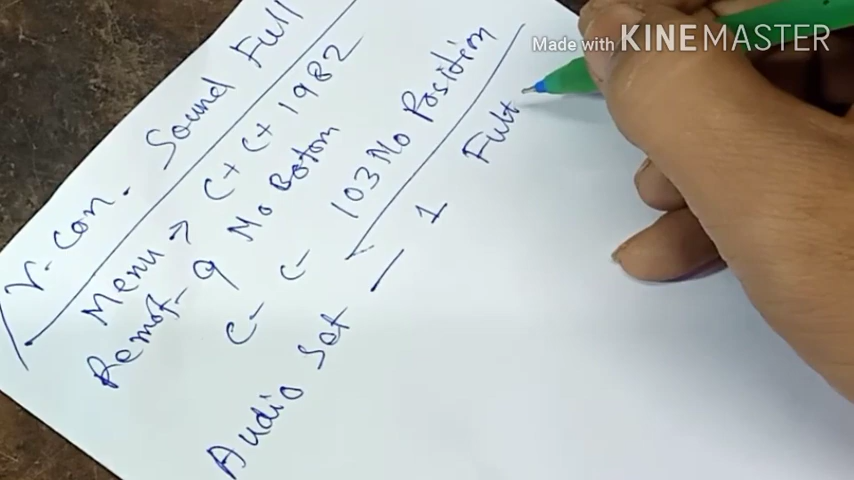 V. Con. Sound Full
Menu → C+ C+ 1982
Remot- 9 No Botom
C- C- 103 No Position
Audio Set — 1 Full
Made with KINEMASTER